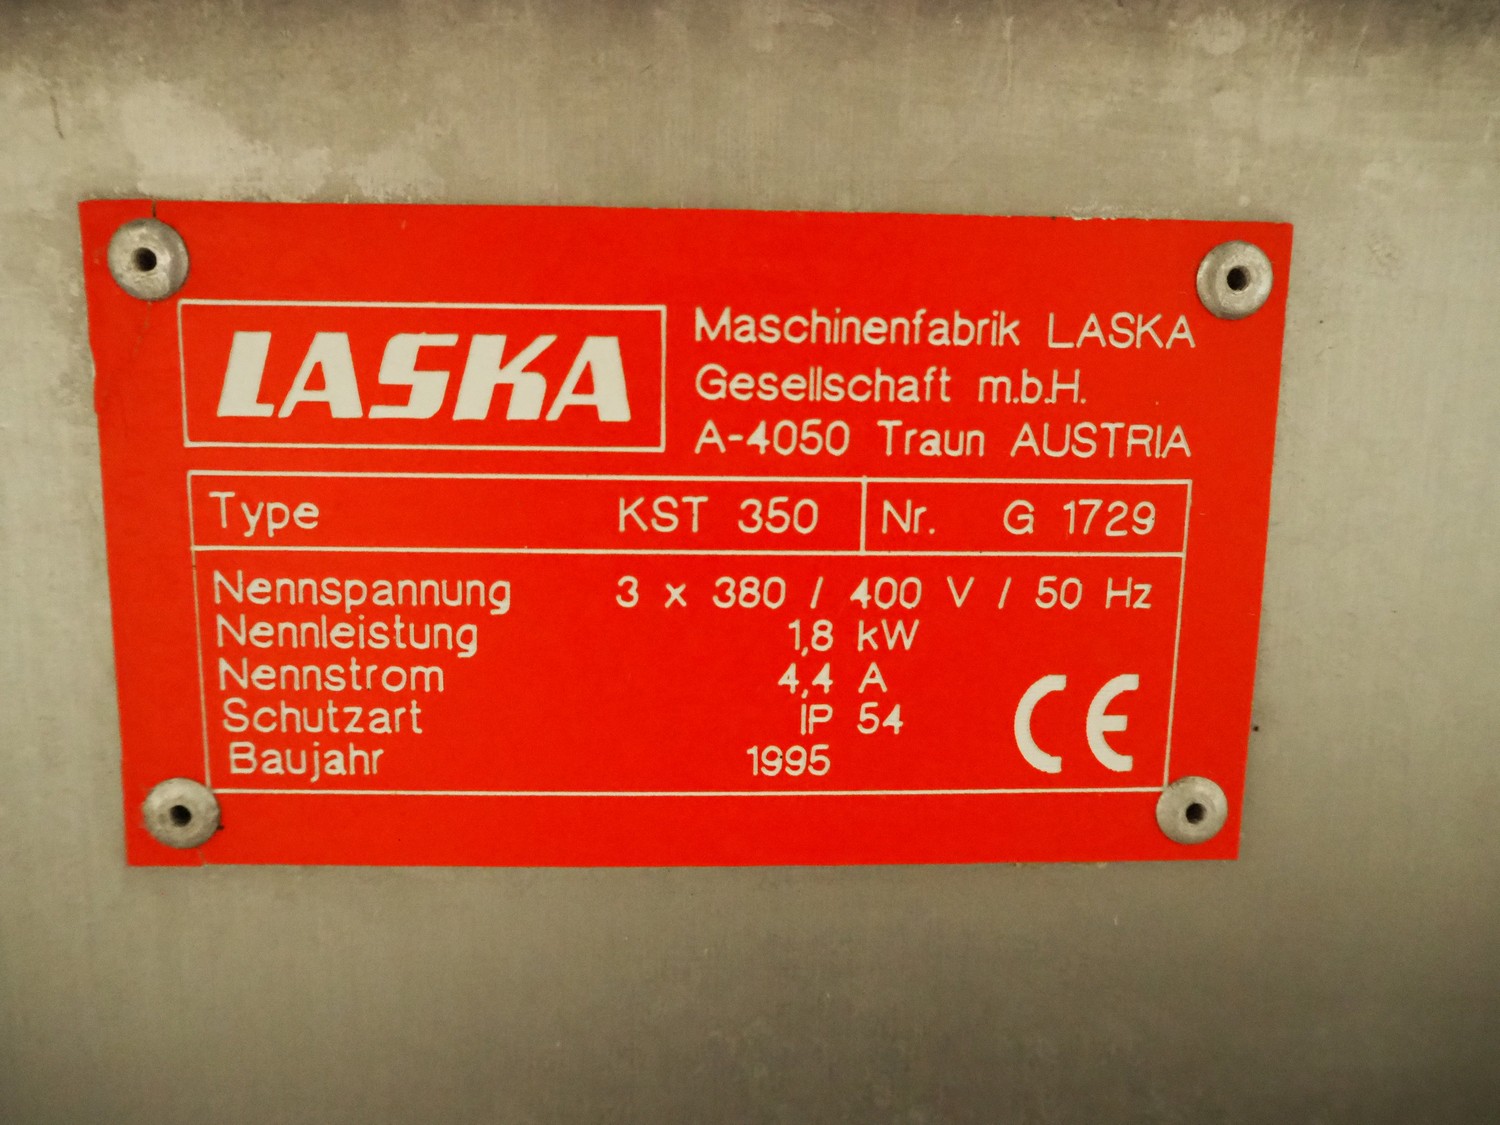 LASKA
Maschinenfabrik LASKA
Gesellschaft m.b.H.
A-4050 Traun AUSTRIA
Type KST 350 Nr. G 1729
Nennspannung 3 x 380 / 400 V / 50 Hz
Nennleistung 1,8 kW
Nennstrom 4,4 A
Schutzart IP 54
Baujahr 1995
CE